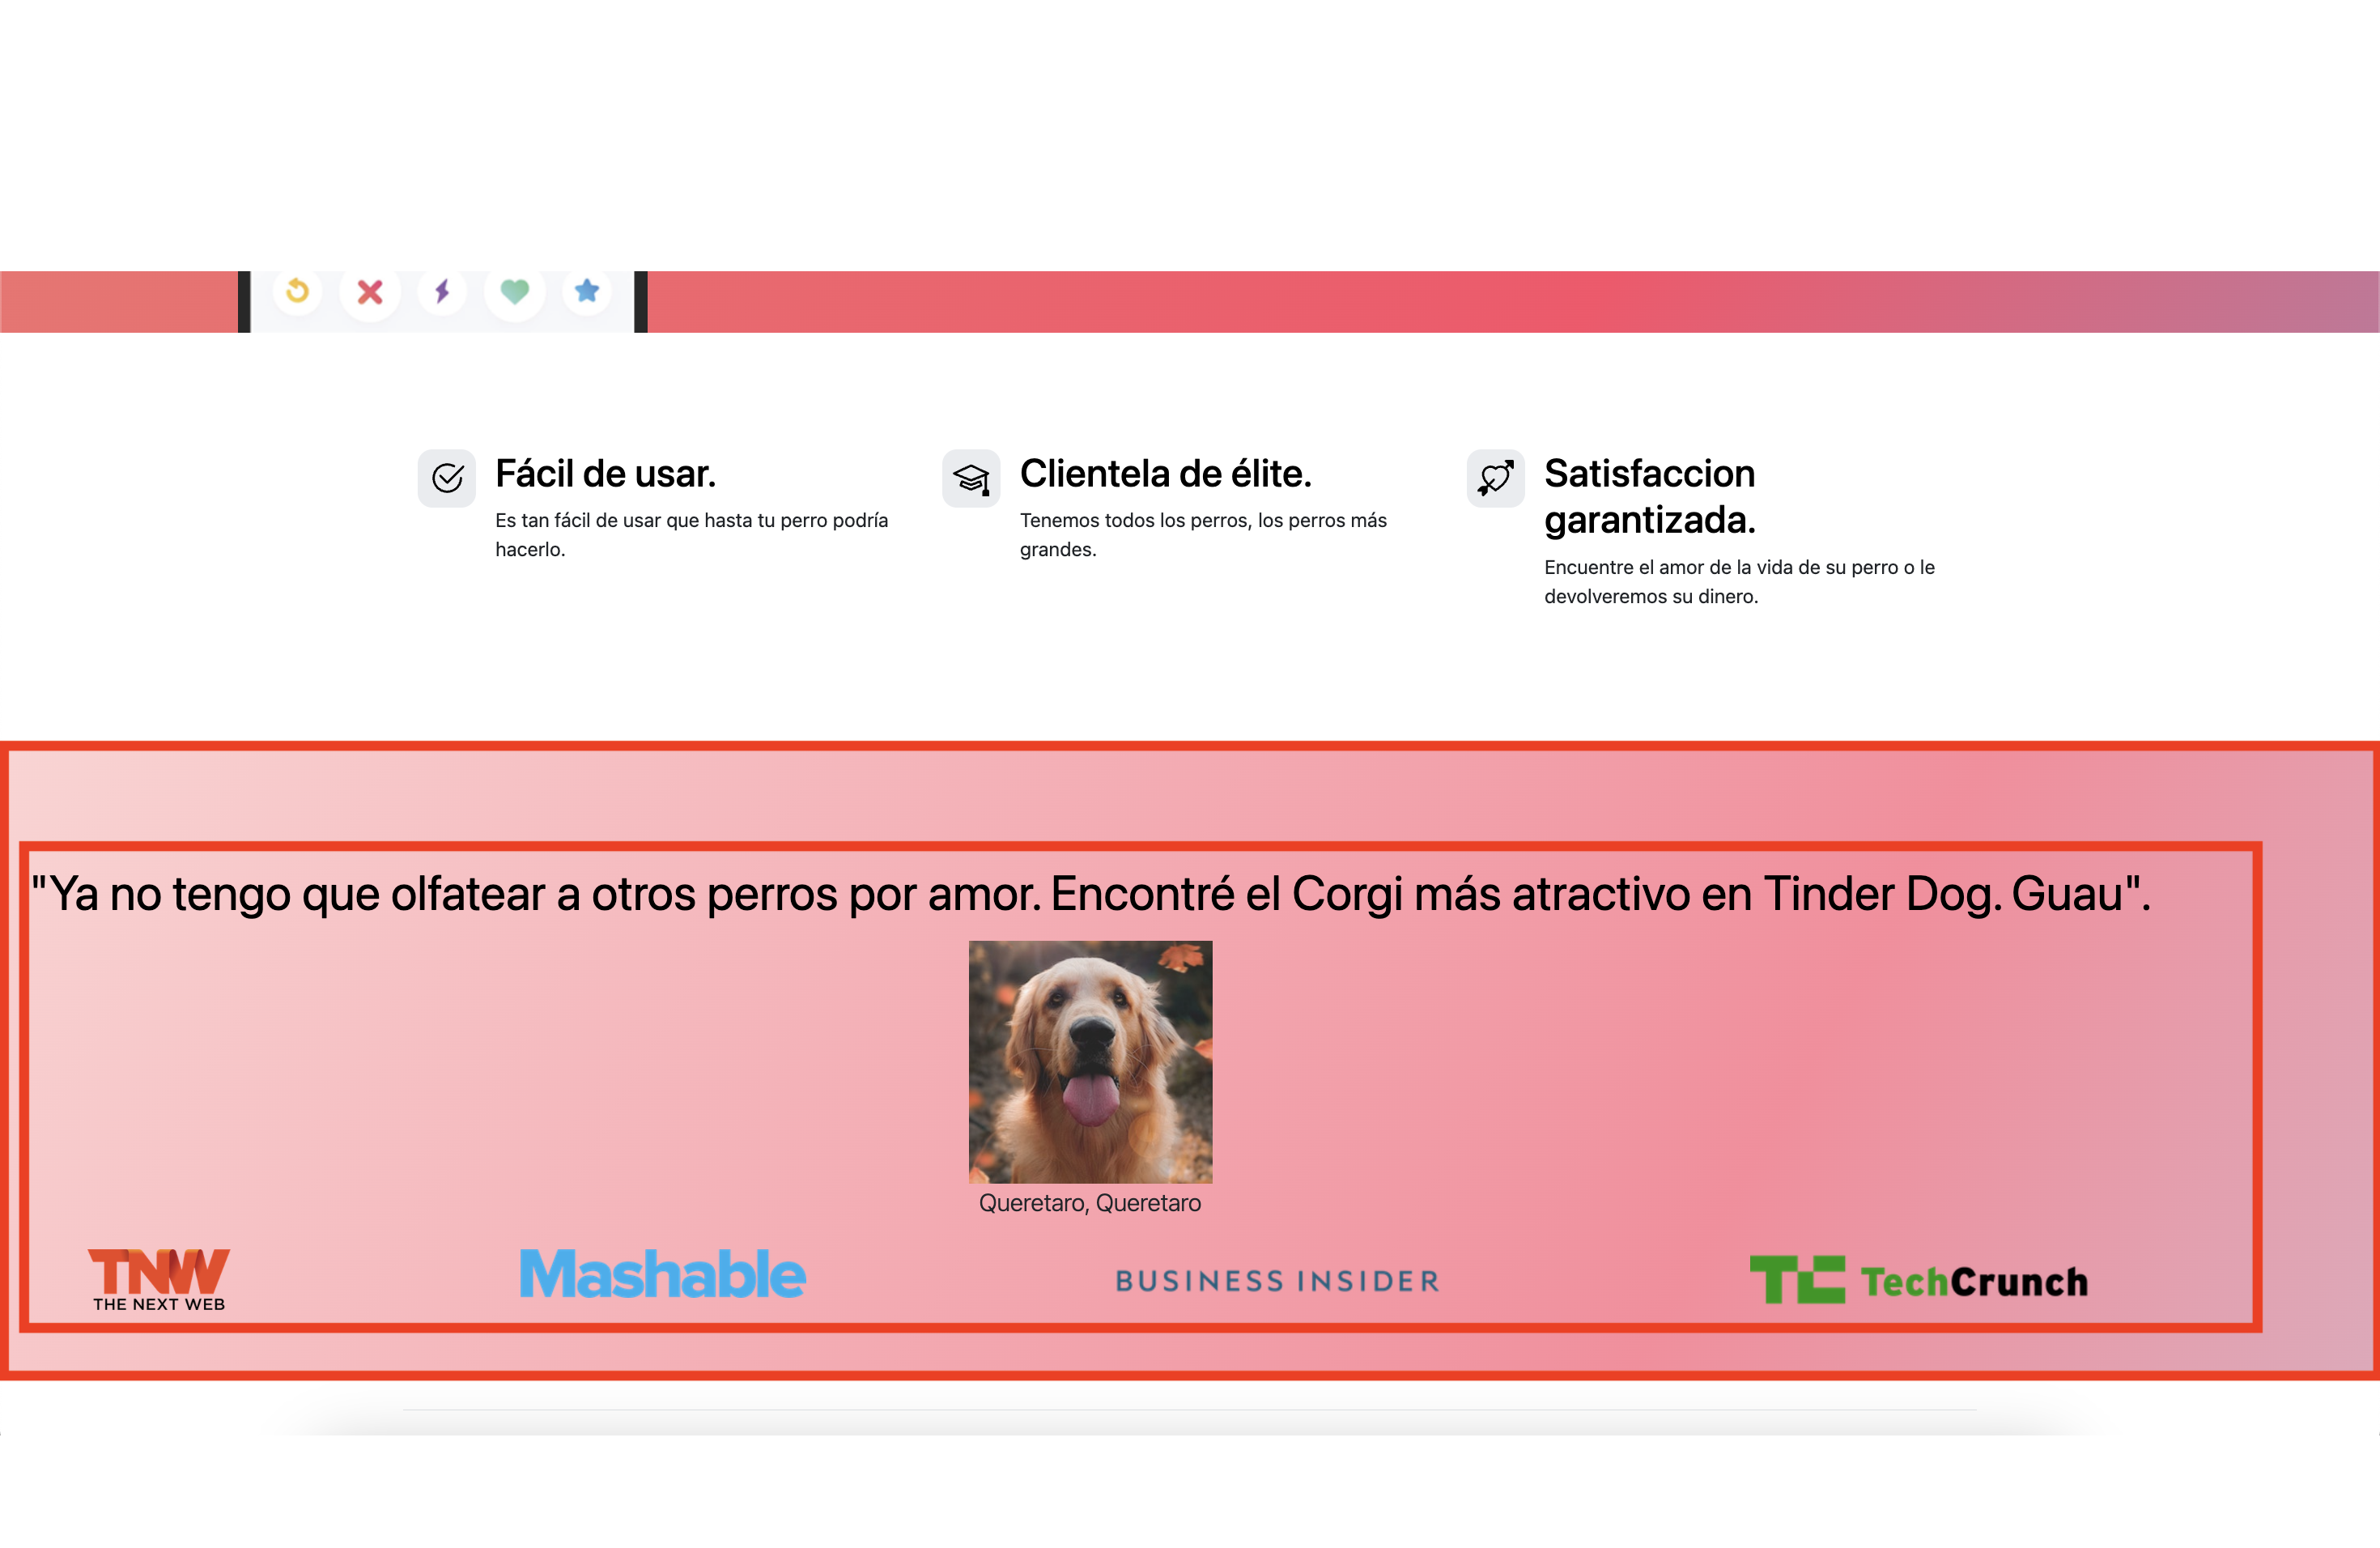 Fácil de usar.
Es tan fácil de usar que hasta tu perro podría
hacerlo.
Clientela de élite.
Tenemos todos los perros, los perros más
grandes.
Satisfaccion
garantizada.
Encuentre el amor de la vida de su perro o le
devolveremos su dinero.
"Ya no tengo que olfatear a otros perros por amor. Encontré el Corgi más atractivo en Tinder Dog. Guau".
Queretaro, Queretaro
TNW
THE NEXT WEB
Mashable
BUSINESS INSIDER
TC TechCrunch